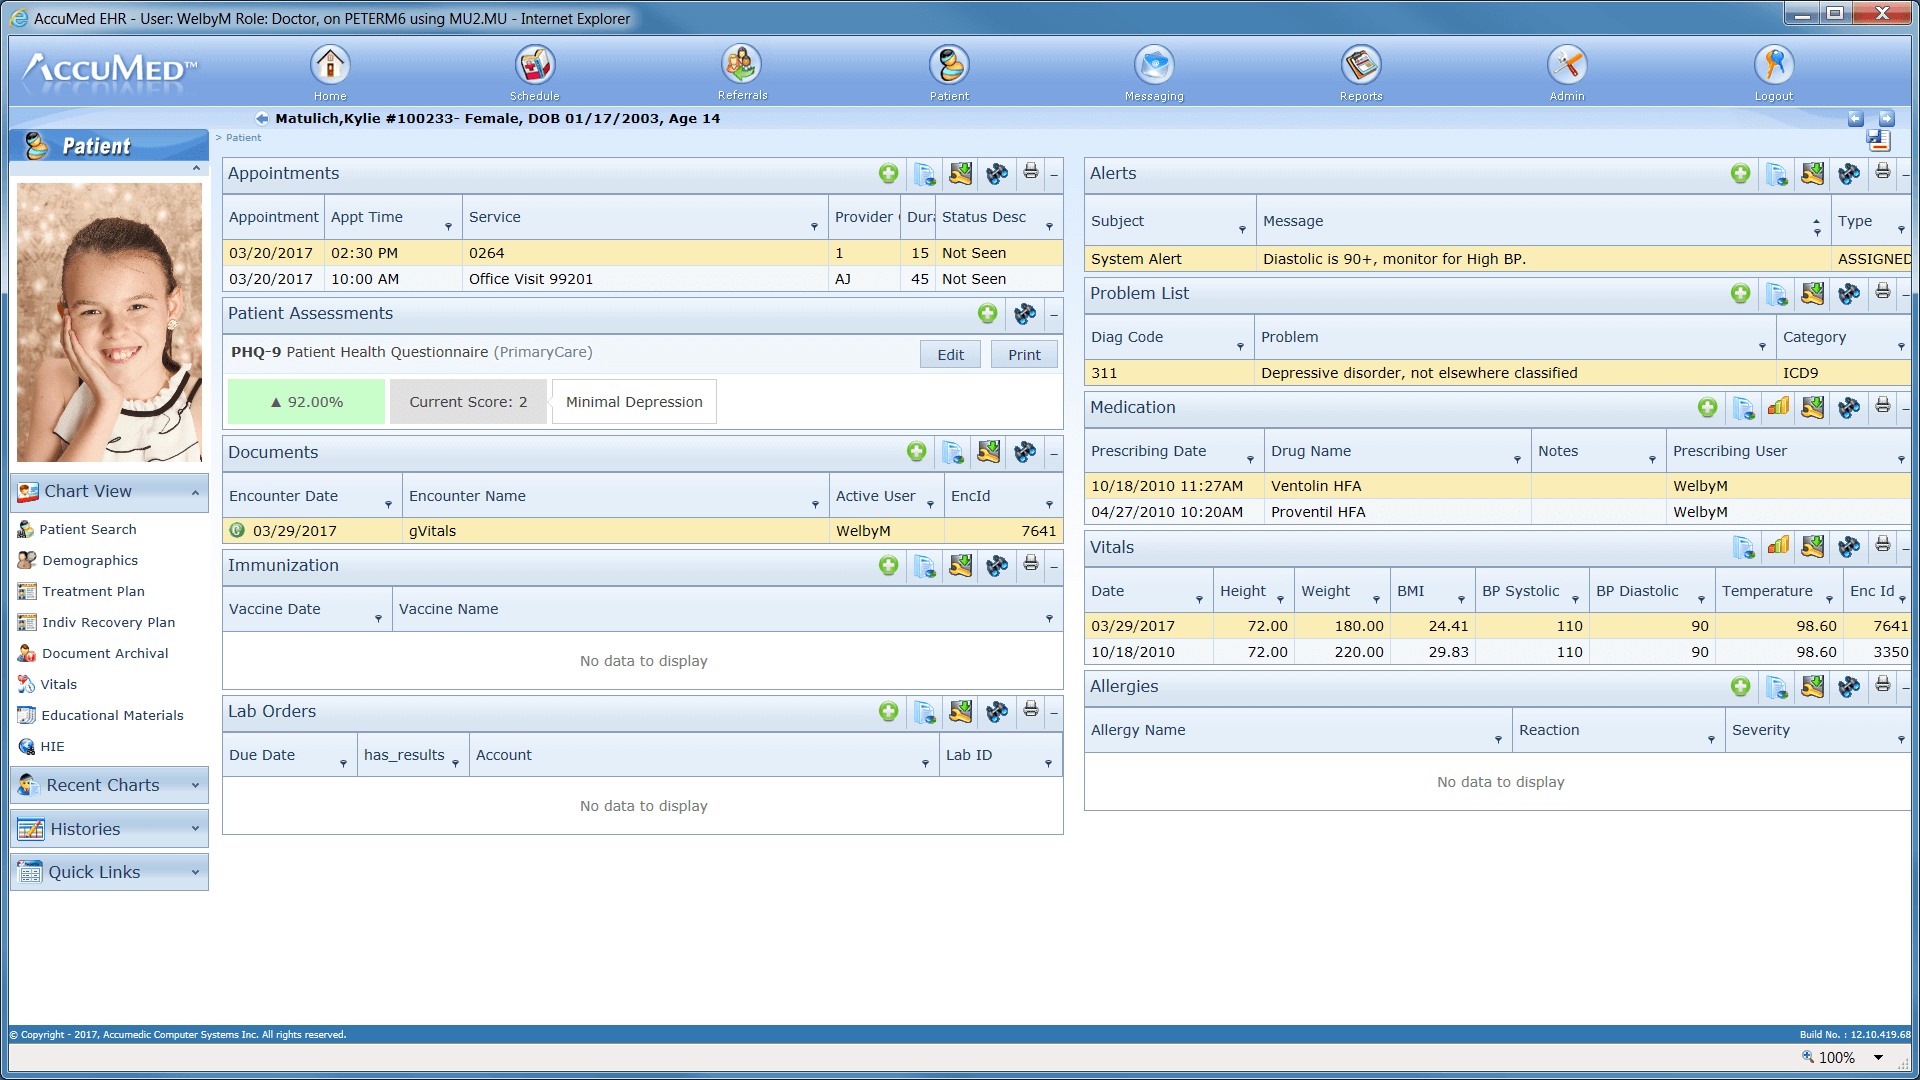 AccuMed EHR - User: WelbyM Role: Doctor, on PETERM6 using MU2.MU - Internet Explorer
ACCUMED™
Home Schedule Referrals Patient Messaging Reports Admin Logout
Matulich,Kylie #100233- Female, DOB 01/17/2003, Age 14
Patient
> Patient
Chart View
Patient Search
Demographics
Treatment Plan
Indiv Recovery Plan
Document Archival
Vitals
Educational Materials
HIE
Recent Charts
Histories
Quick Links
Appointments
Appointment Appt Time Service Provider Dura Status Desc
03/20/2017 02:30 PM 0264 1 15 Not Seen
03/20/2017 10:00 AM Office Visit 99201 AJ 45 Not Seen
Patient Assessments
PHQ-9 Patient Health Questionnaire (PrimaryCare) Edit Print
▲ 92.00% Current Score: 2 Minimal Depression
Documents
Encounter Date Encounter Name Active User EncId
C 03/29/2017 gVitals WelbyM 7641
Immunization
Vaccine Date Vaccine Name
No data to display
Lab Orders
Due Date has_results Account Lab ID
No data to display
Alerts
Subject Message Type
System Alert Diastolic is 90+, monitor for High BP. ASSIGNED
Problem List
Diag Code Problem Category
311 Depressive disorder, not elsewhere classified ICD9
Medication
Prescribing Date Drug Name Notes Prescribing User
10/18/2010 11:27AM Ventolin HFA WelbyM
04/27/2010 10:20AM Proventil HFA WelbyM
Vitals
Date Height Weight BMI BP Systolic BP Diastolic Temperature Enc Id
03/29/2017 72.00 180.00 24.41 110 90 98.60 7641
10/18/2010 72.00 220.00 29.83 110 90 98.60 3350
Allergies
Allergy Name Reaction Severity
No data to display
© Copyright - 2017, Accumedic Computer Systems Inc. All rights reserved. Build No. : 12.10.419.68
100%